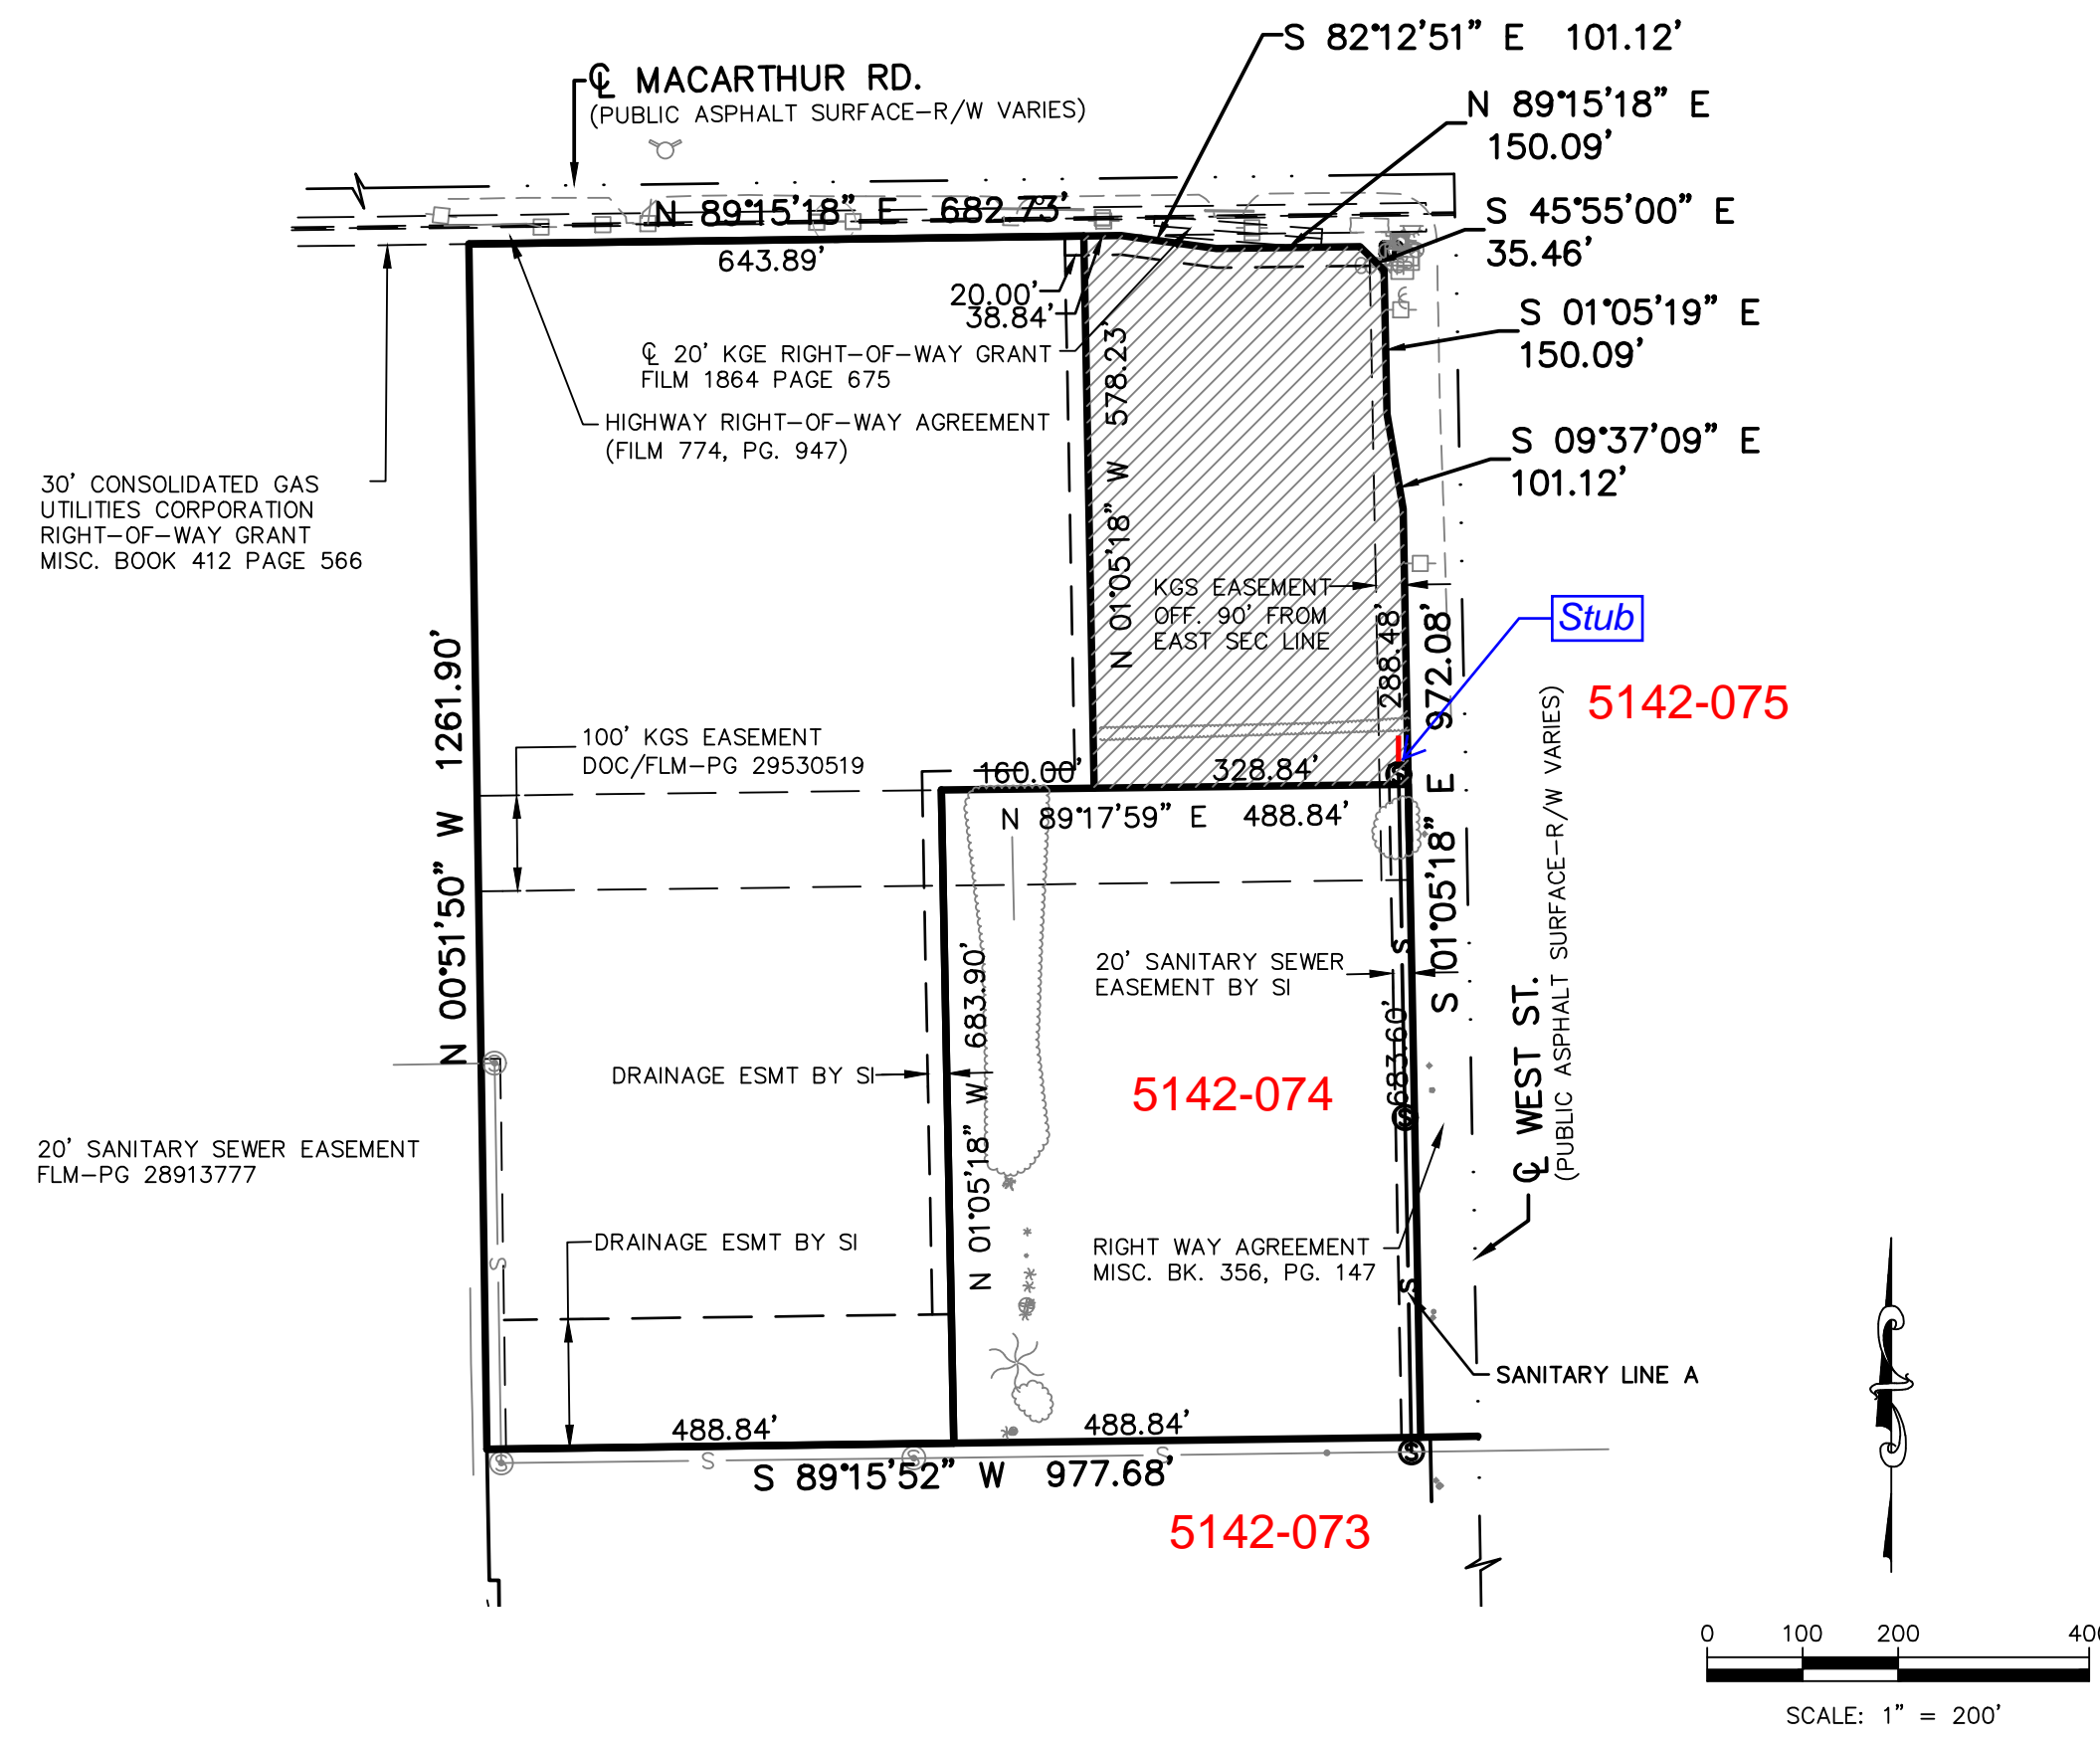 S 82°12'51" E 101.12'
℄ MACARTHUR RD.
(PUBLIC ASPHALT SURFACE-R/W VARIES)
N 89°15'18" E
150.09'
N 89°15'18" E 682.73'
S 45°55'00" E
35.46'
643.89'
20.00'
38.84'
S 01°05'19" E
150.09'
℄ 20' KGE RIGHT-OF-WAY GRANT
FILM 1864 PAGE 675
HIGHWAY RIGHT-OF-WAY AGREEMENT
(FILM 774, PG. 947)
N 01°05'18" W 578.23'
S 09°37'09" E
101.12'
30' CONSOLIDATED GAS
UTILITIES CORPORATION
RIGHT-OF-WAY GRANT
MISC. BOOK 412 PAGE 566
KGS EASEMENT
OFF. 90' FROM
EAST SEC LINE
288.48'
S 01°05'18" E 972.08'
Stub
5142-075
N 00°51'50" W 1261.90'
100' KGS EASEMENT
DOC/FLM-PG 29530519
160.00'
328.84'
N 89°17'59" E 488.84'
S
20' SANITARY SEWER
EASEMENT BY SI
N 01°05'18" W 683.90'
683.60'
℄ WEST ST.
(PUBLIC ASPHALT SURFACE-R/W VARIES)
DRAINAGE ESMT BY SI
5142-074
S
S
20' SANITARY SEWER EASEMENT
FLM-PG 28913777
DRAINAGE ESMT BY SI
S
RIGHT WAY AGREEMENT
MISC. BK. 356, PG. 147
S
SANITARY LINE A
488.84'
488.84'
S
S
S
S
S
S 89°15'52" W 977.68'
5142-073
0 100 200
SCALE: 1" = 200'